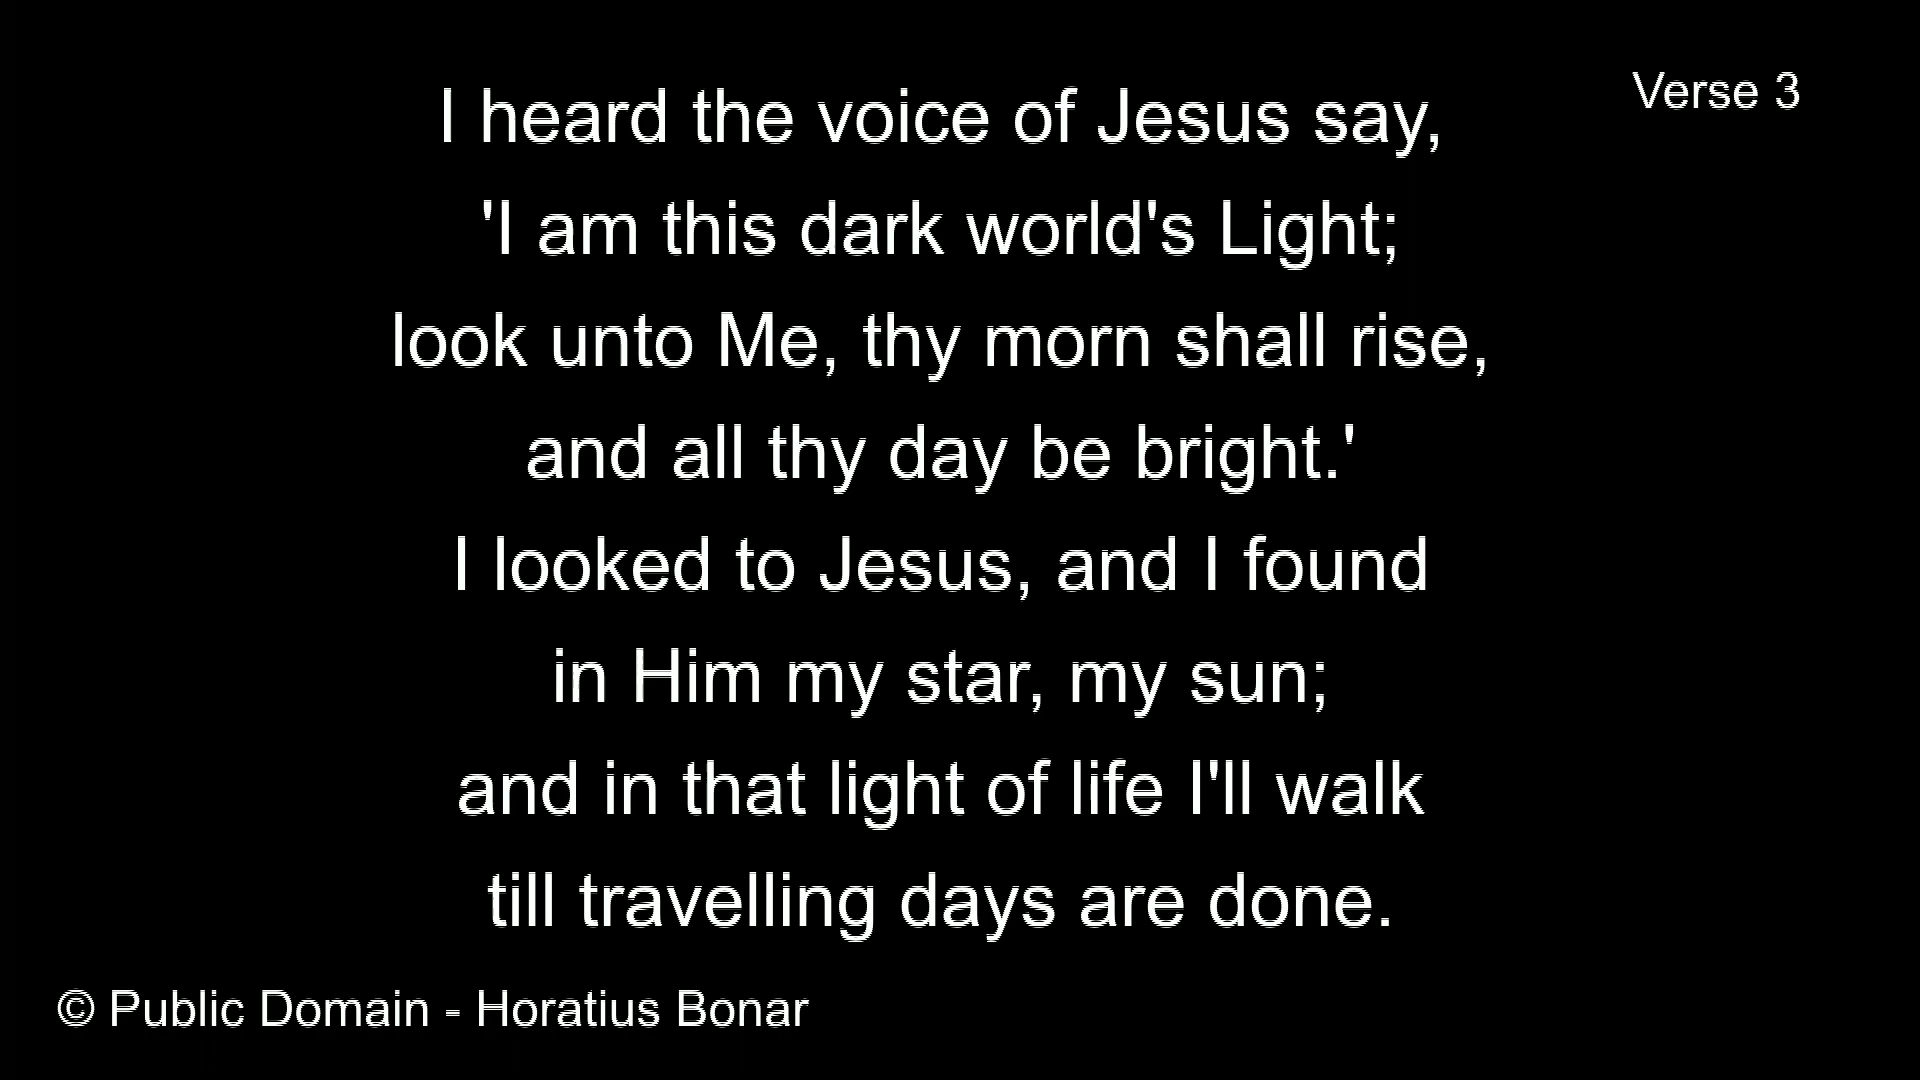 Verse 3
I heard the voice of Jesus say,
'I am this dark world's Light;
look unto Me, thy morn shall rise,
and all thy day be bright.'
I looked to Jesus, and I found
in Him my star, my sun;
and in that light of life I'll walk
till travelling days are done.
© Public Domain - Horatius Bonar